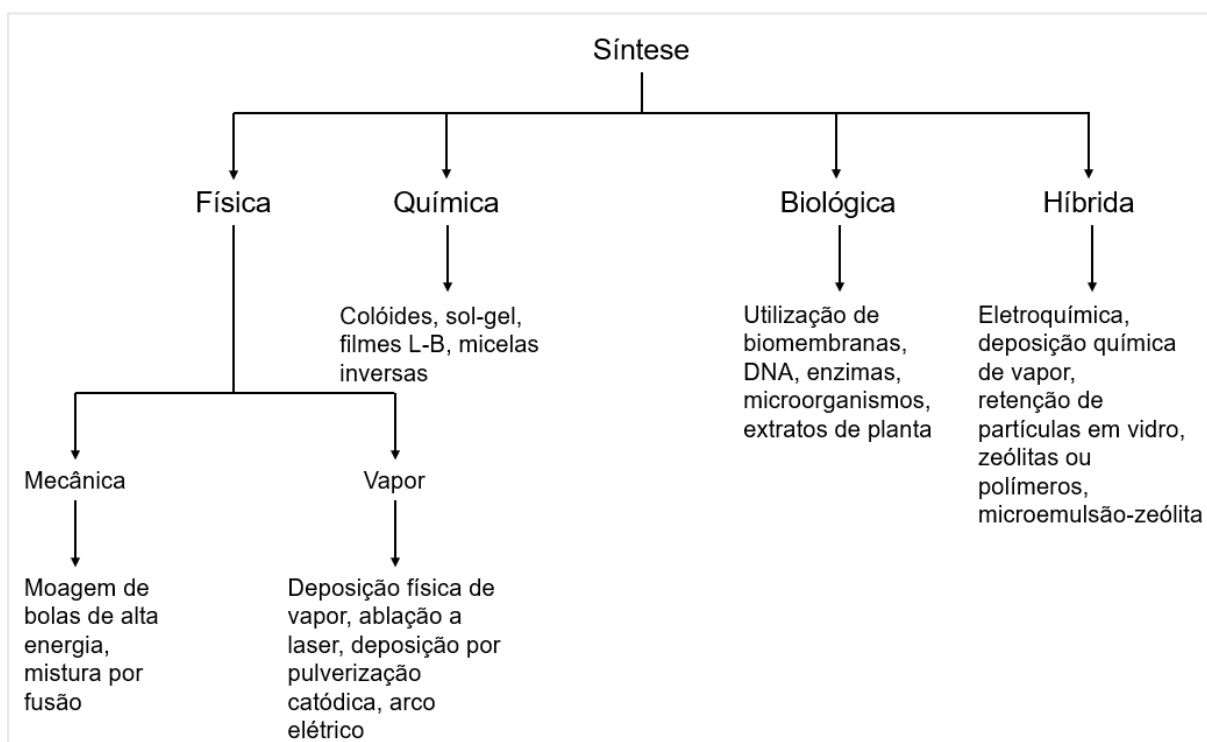 Síntese
Física
Química
Biológica
Híbrida
Colóides, sol-gel,
filmes L-B, micelas
inversas
Utilização de
biomembranas,
DNA, enzimas,
microorganismos,
extratos de planta
Eletroquímica,
deposição química
de vapor,
retenção de
partículas em vidro,
zeólitas ou
polímeros,
microemulsão-zeólita
Mecânica
Vapor
Moagem de
bolas de alta
energia,
mistura por
fusão
Deposição física de
vapor, ablação a
laser, deposição por
pulverização
catódica, arco
elétrico